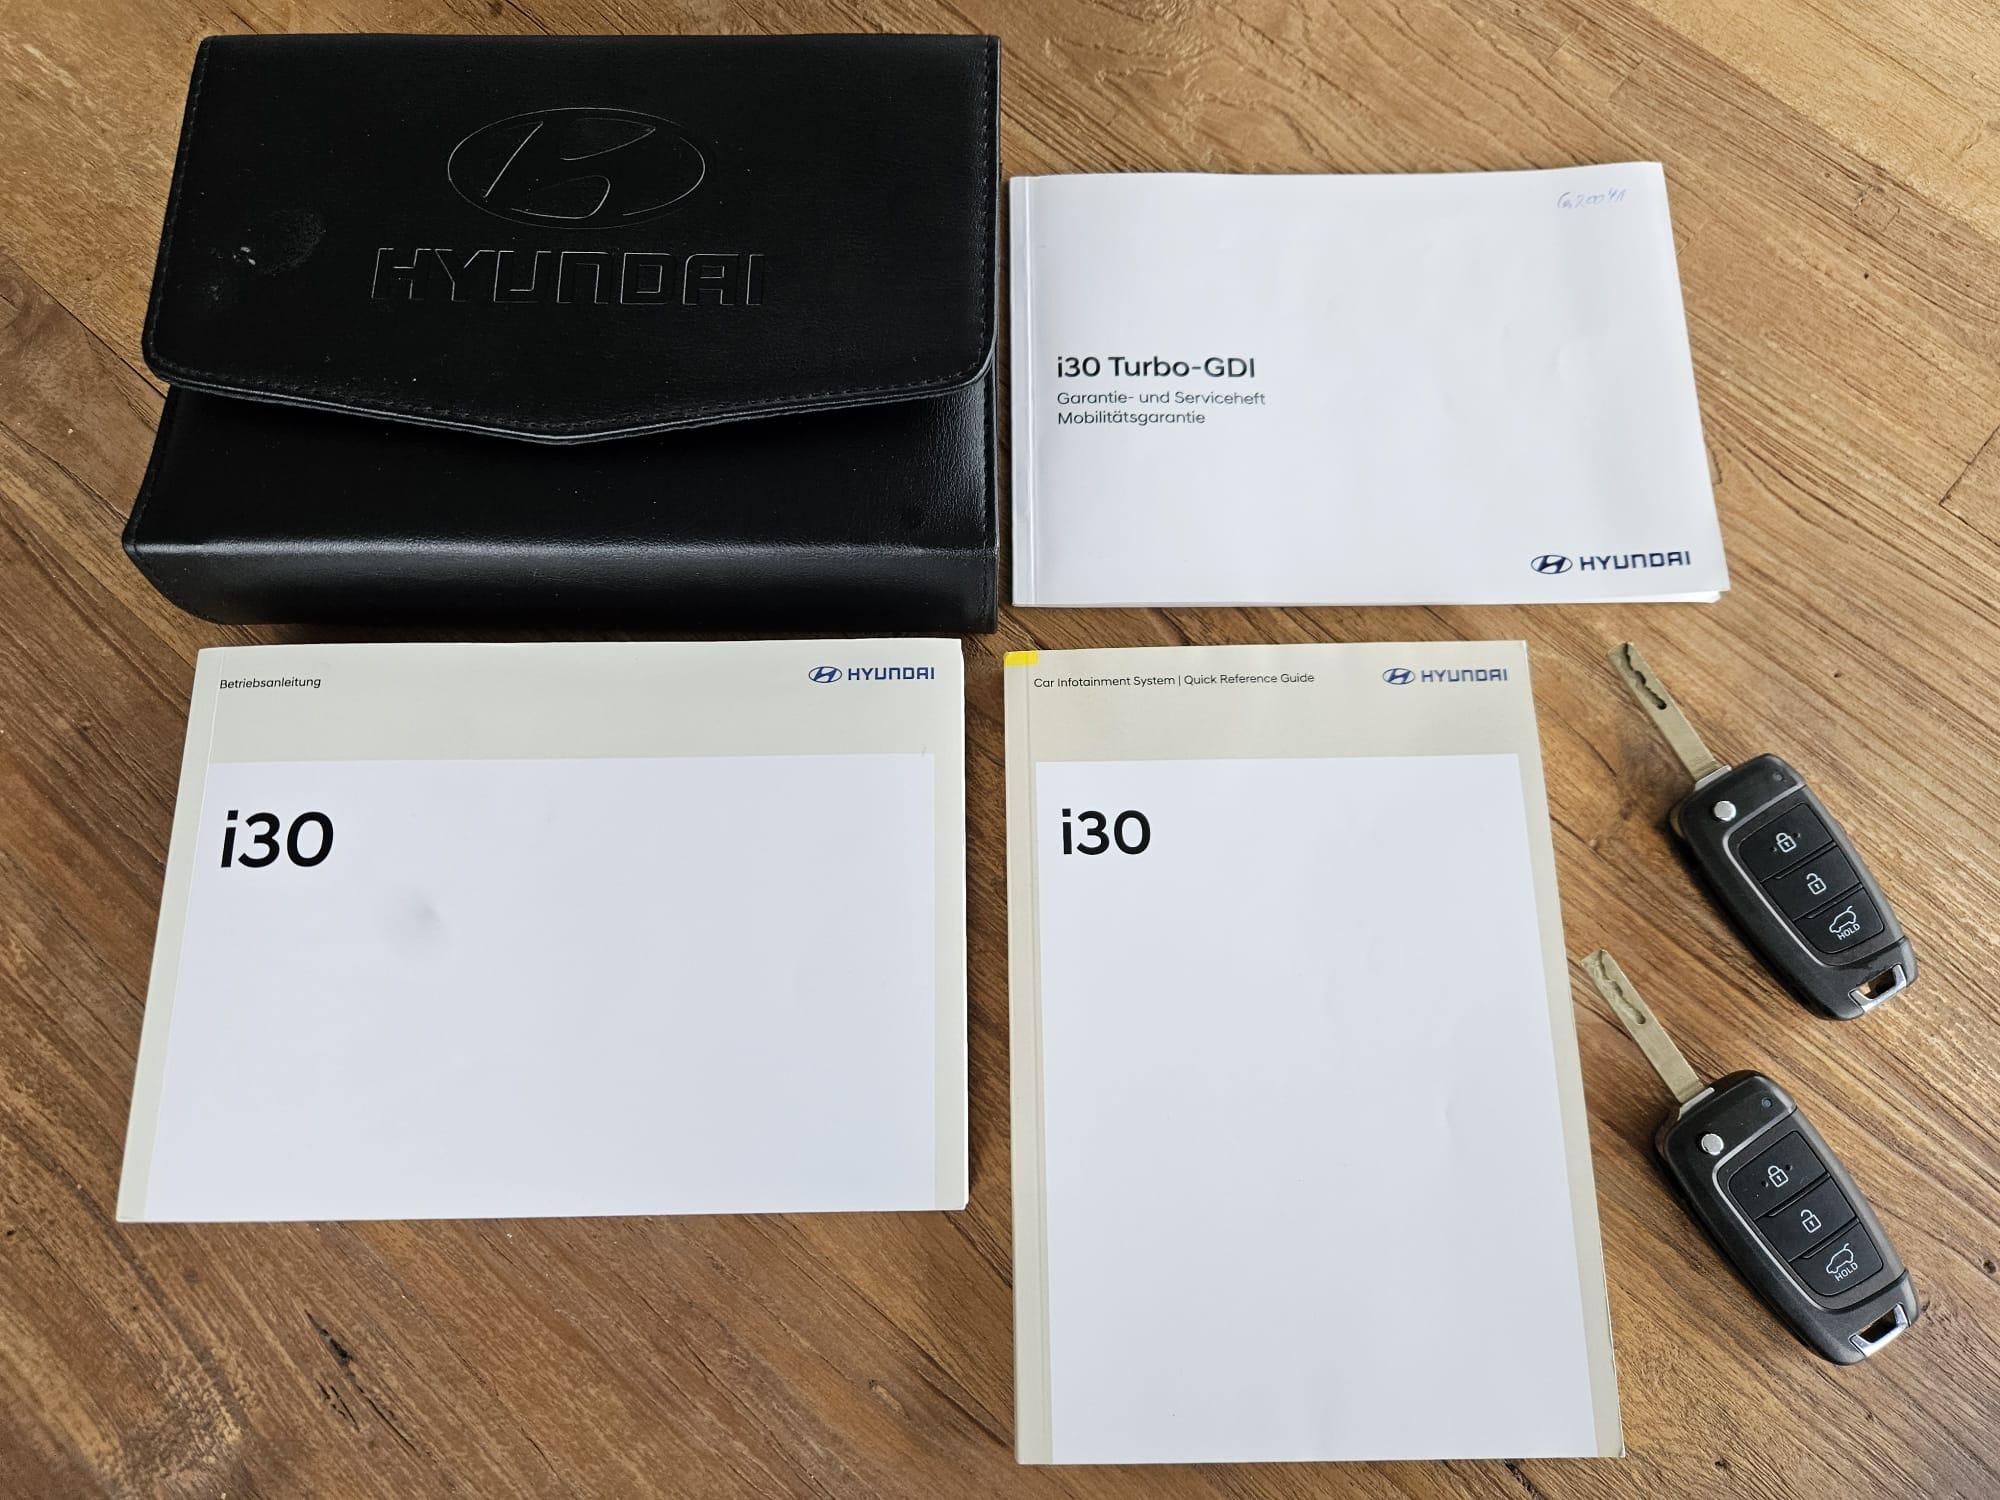 HYUNDAI
i30 Turbo-GDI
Garantie- und Serviceheft
Mobilitätsgarantie
HYUNDAI
Betriebsanleitung
HYUNDAI
i30
Car Infotainment System | Quick Reference Guide
HYUNDAI
i30
HOLD
HOLD